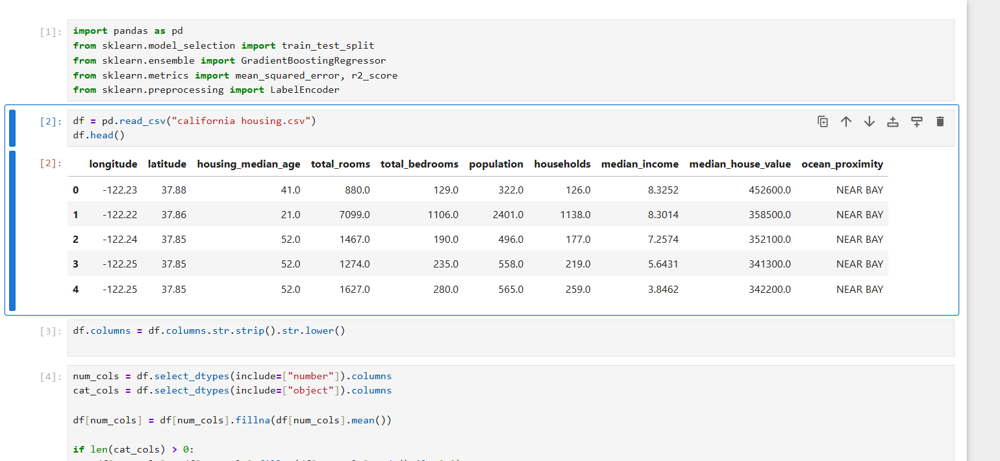 [1]: import pandas as pd
from sklearn.model_selection import train_test_split
from sklearn.ensemble import GradientBoostingRegressor
from sklearn.metrics import mean_squared_error, r2_score
from sklearn.preprocessing import LabelEncoder
[2]: df = pd.read_csv("california housing.csv")
df.head()
[2]: longitude latitude housing_median_age total_rooms total_bedrooms population households median_income median_house_value ocean_proximity
0 -122.23 37.88 41.0 880.0 129.0 322.0 126.0 8.3252 452600.0 NEAR BAY
1 -122.22 37.86 21.0 7099.0 1106.0 2401.0 1138.0 8.3014 358500.0 NEAR BAY
2 -122.24 37.85 52.0 1467.0 190.0 496.0 177.0 7.2574 352100.0 NEAR BAY
3 -122.25 37.85 52.0 1274.0 235.0 558.0 219.0 5.6431 341300.0 NEAR BAY
4 -122.25 37.85 52.0 1627.0 280.0 565.0 259.0 3.8462 342200.0 NEAR BAY
[3]: df.columns = df.columns.str.strip().str.lower()
[4]: num_cols = df.select_dtypes(include=["number"]).columns
cat_cols = df.select_dtypes(include=["object"]).columns
df[num_cols] = df[num_cols].fillna(df[num_cols].mean())
if len(cat_cols) > 0: